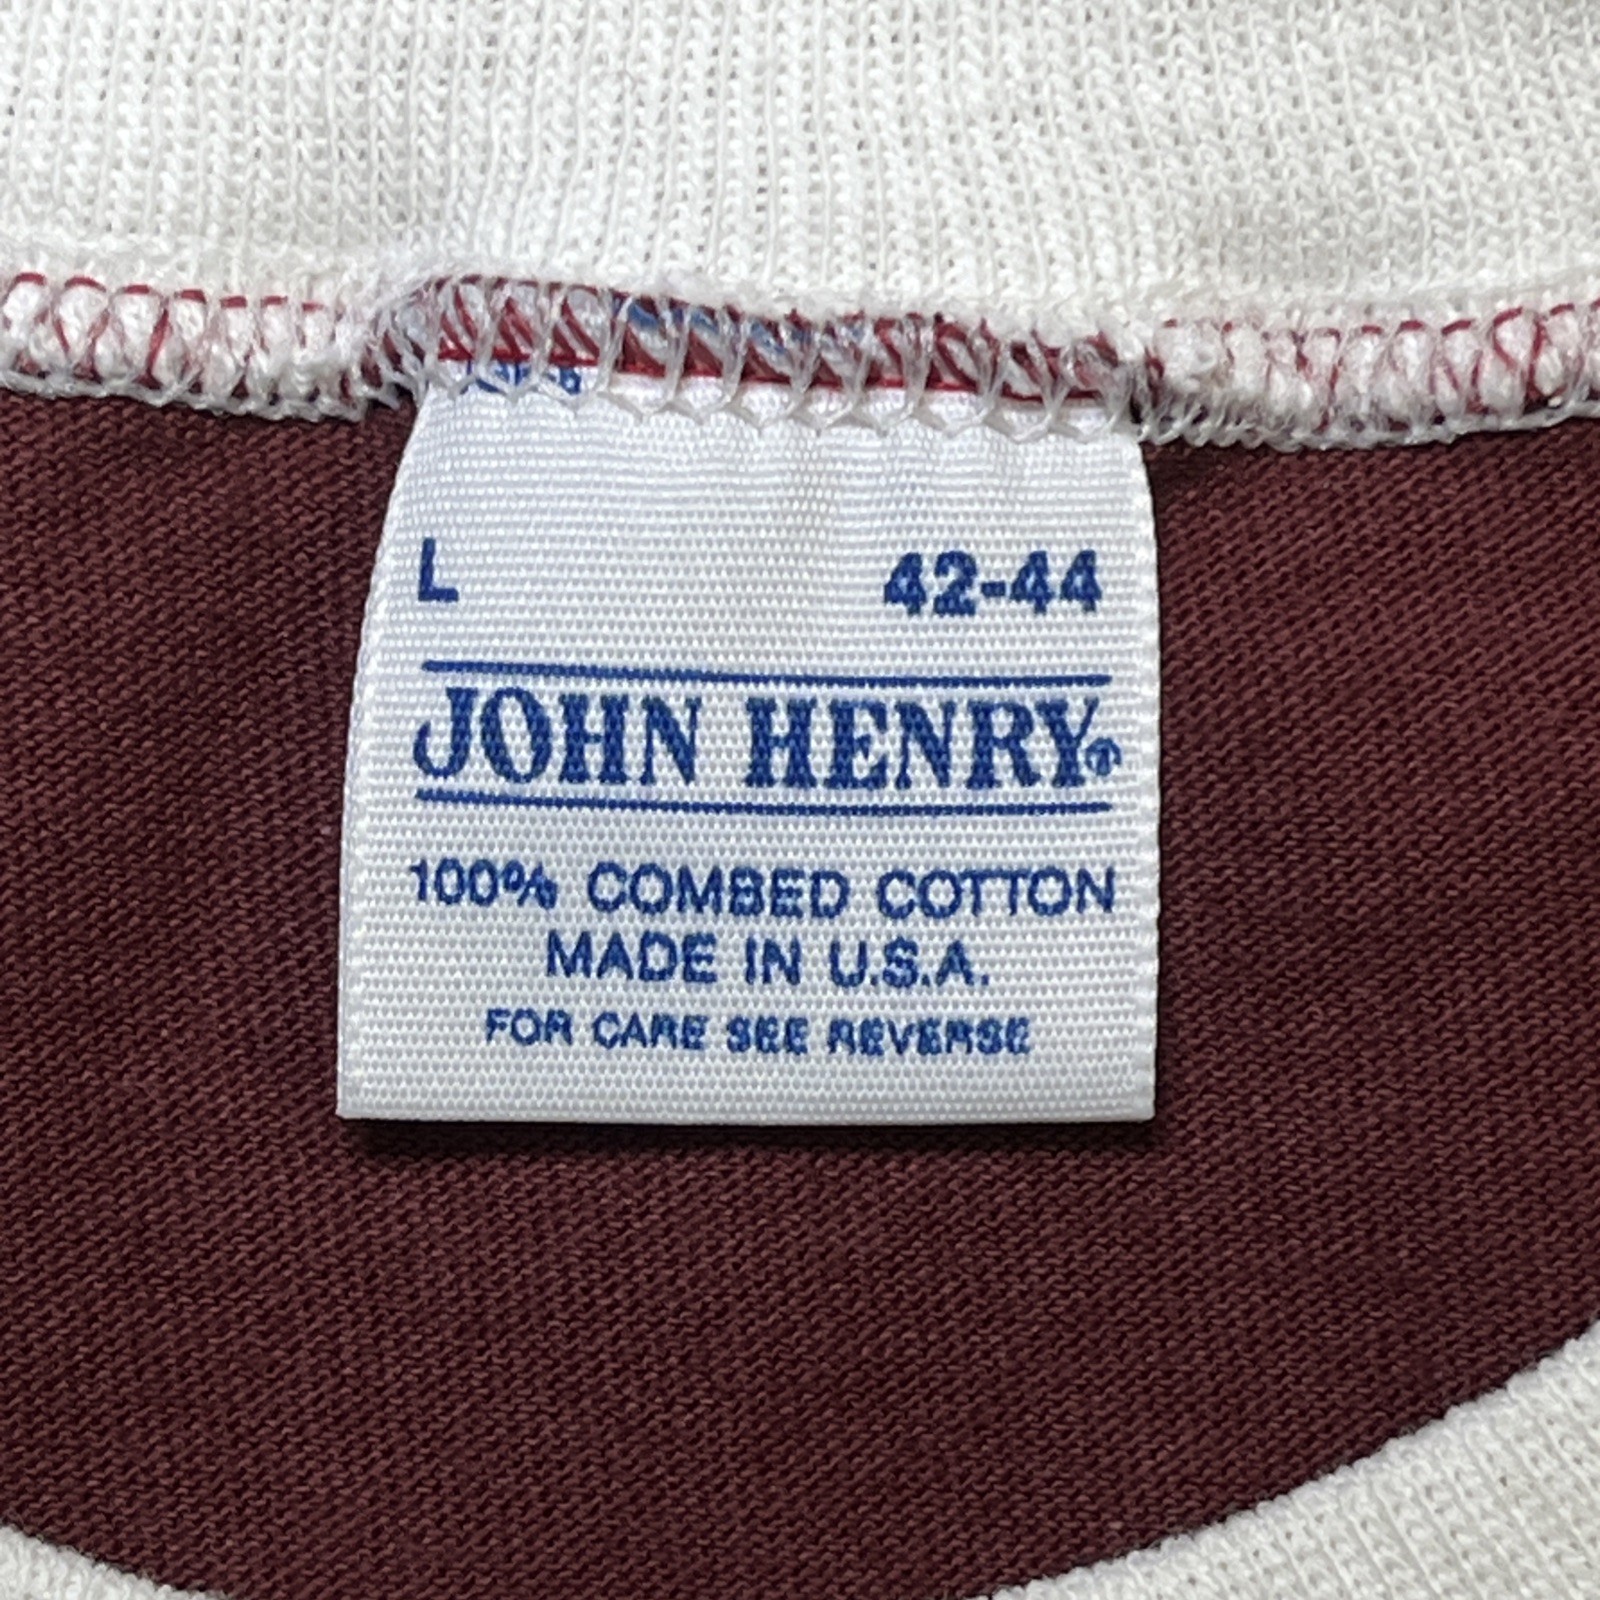 L 42-44
JOHN HENRY®
100% COMBED COTTON
MADE IN U.S.A.
FOR CARE SEE REVERSE